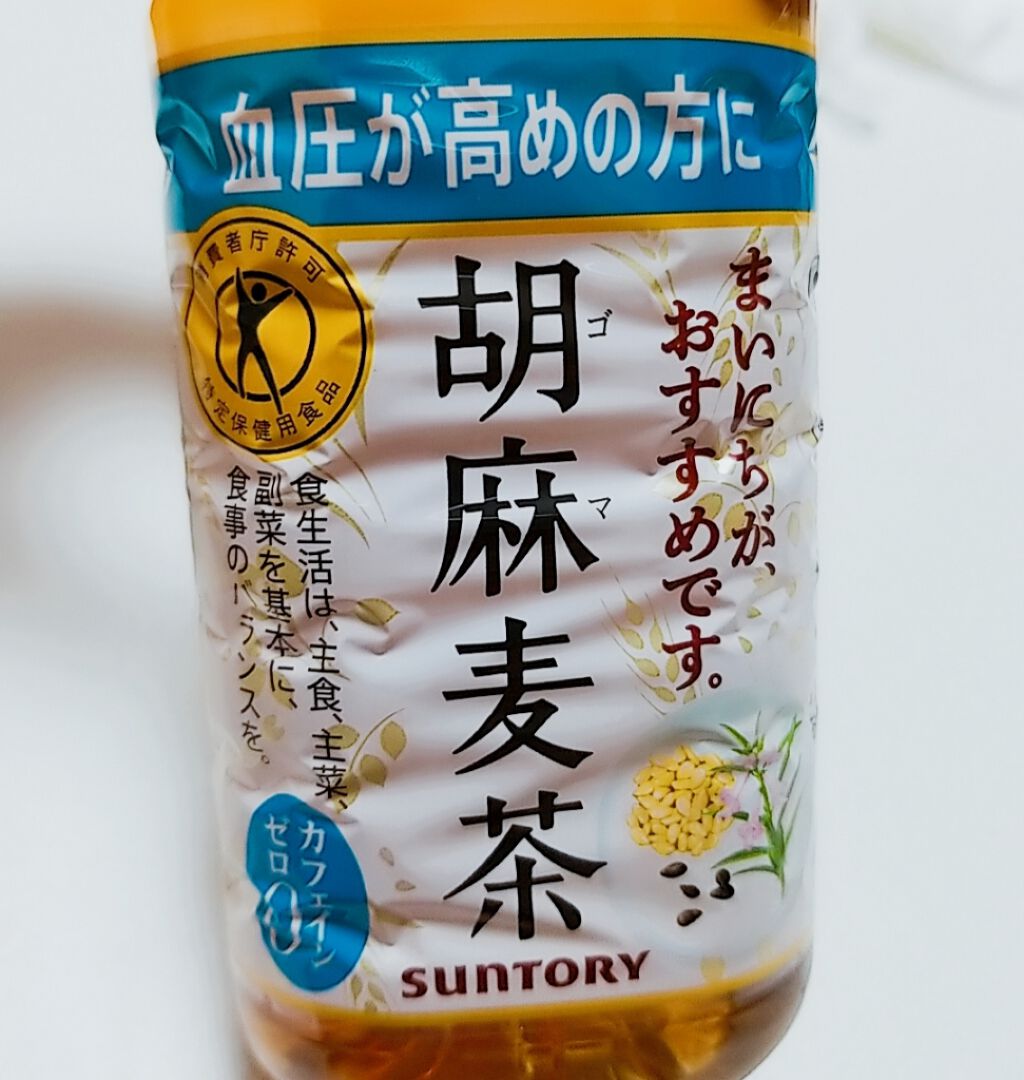 血圧が高めの方に
消費者庁許可
特定保健用食品
まいにちが、
おすすめです。
胡麻麦茶
ゴマ
食生活は、主食、主菜、
副菜を基本に、
食事のバランスを。
カフェイン
ゼロ
0
SUNTORY